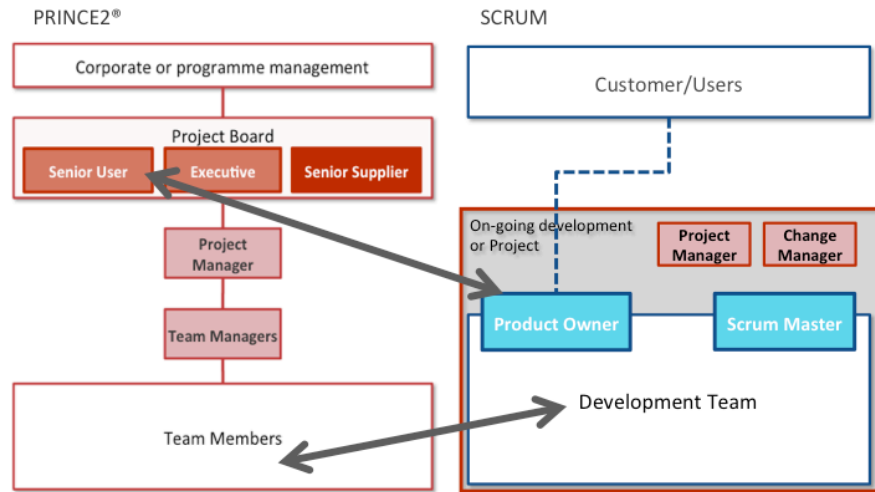 PRINCE2®
Corporate or programme management
Project Board
Senior User
Executive
Senior Supplier
Project
Manager
Team Managers
Team Members
SCRUM
Customer/Users
On-going development
or Project
Project
Manager
Change
Manager
Product Owner
Scrum Master
Development Team